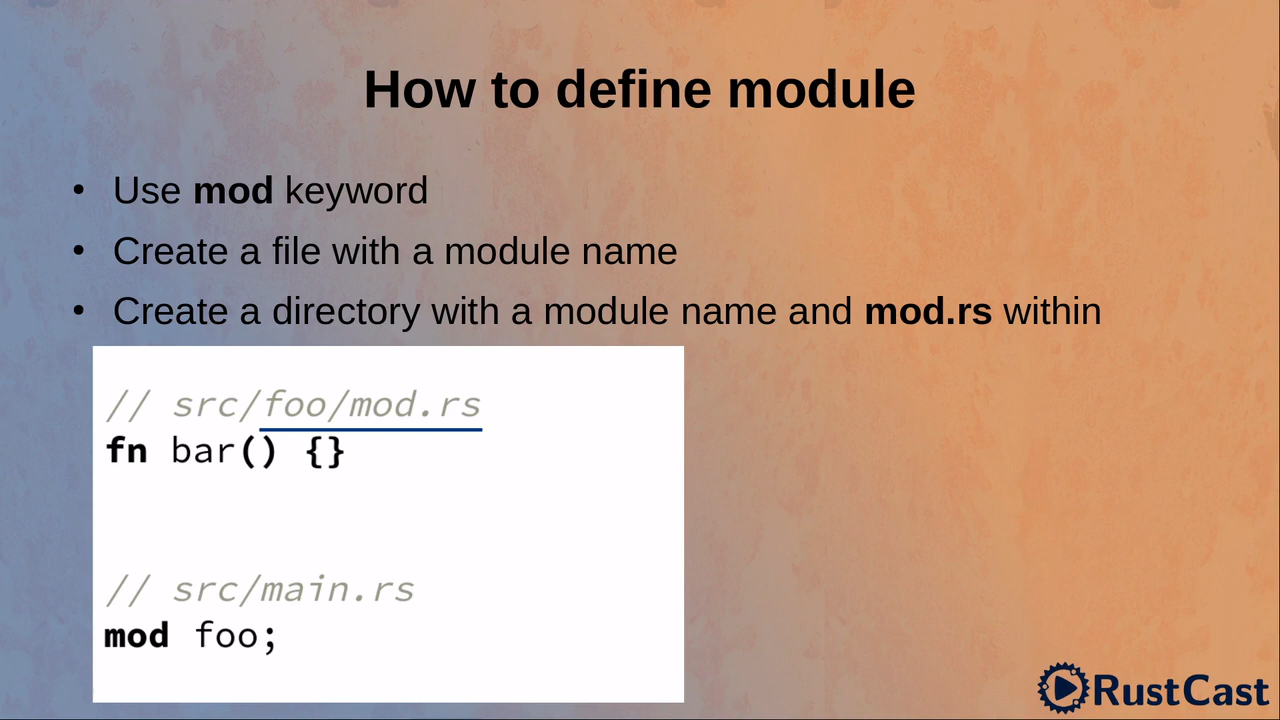 How to define module
• Use mod keyword
• Create a file with a module name
• Create a directory with a module name and mod.rs within
// src/foo/mod.rs
fn bar() {}
// src/main.rs
mod foo;
RustCast